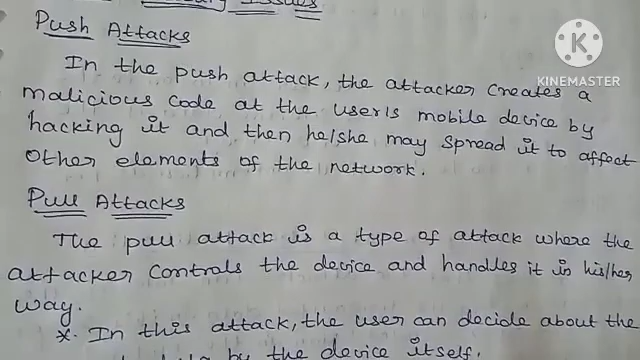 Issues
Push Attacks
In the push attack, the attacker creates a
malicious code at the user's mobile device by
hacking it and then he/she may spread it to affect
other elements of the network.
Pull Attacks
The pull attack is a type of attack where the
attacker controls the device and handles it in his/her
way.
* In this attack, the user can decide about the
by the device itself.
K
KINEMASTER